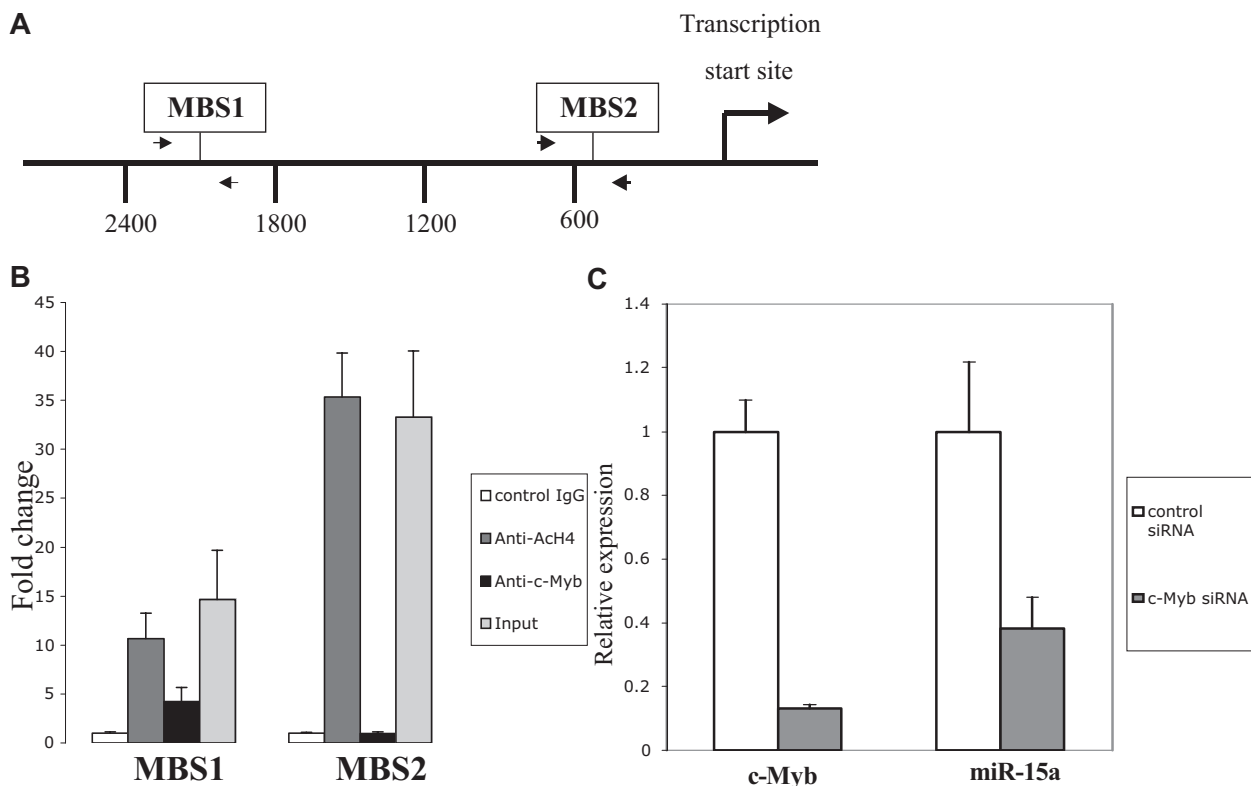 A
Transcription
start site
MBS1
MBS2
2400
1800
1200
600
B
Fold change
45
40
35
30
25
20
15
10
5
0
MBS1
MBS2
control IgG
Anti-AcH4
Anti-c-Myb
Input
C
Relative expression
1.4
1.2
1
0.8
0.6
0.4
0.2
0
c-Myb
miR-15a
control
siRNA
c-Myb siRNA